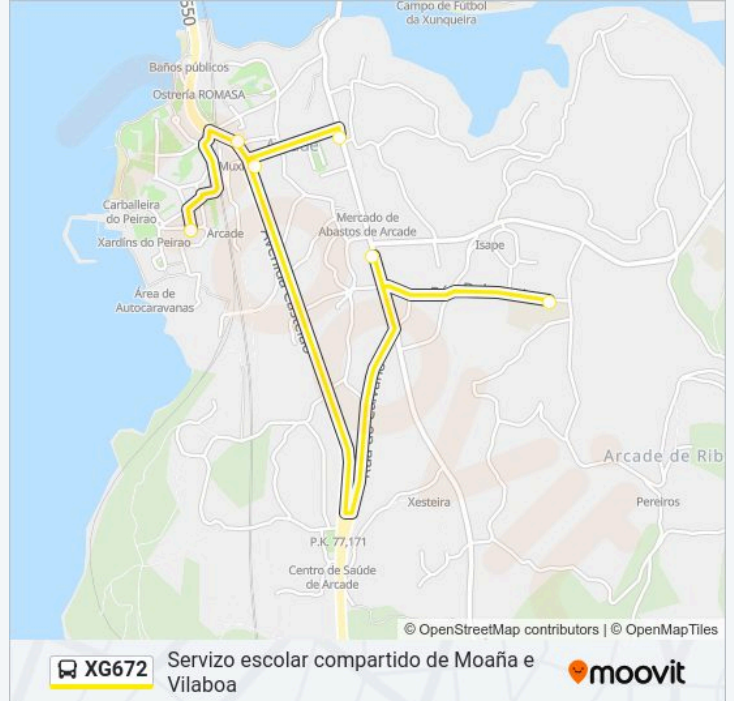 550
Campo de Fútbol
da Xunqueira
Baños públicos
Ostrería ROMASA
Arcade
Carballeira
do Peirao
Xardíns do Peirao
Arcade
Mercado de
Abastos de Arcade
Isape
Avenida Castelao
Área de
Autocaravanas
Arcade de Rib
Xesteira
Pereiros
P.K. 77,171
Centro de Saúde
de Arcade
© OpenStreetMap contributors | © OpenMapTiles
XG672
Servizo escolar compartido de Moaña e
Vilaboa
moovit